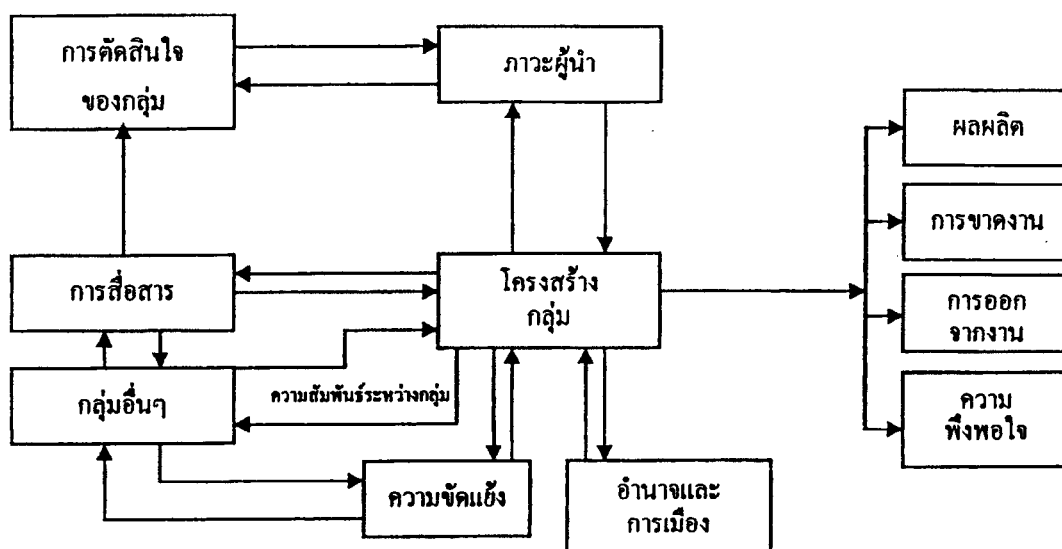 การตัดสินใจ
ของกลุ่ม
ภาวะผู้นำ
ผลผลิต
การขาดงาน
การสื่อสาร
โครงสร้าง
กลุ่ม
การออก
จากงาน
กลุ่มอื่นๆ
ความสัมพันธ์ระหว่างกลุ่ม
ความ
พึงพอใจ
ความขัดแย้ง
อำนาจและ
การเมือง